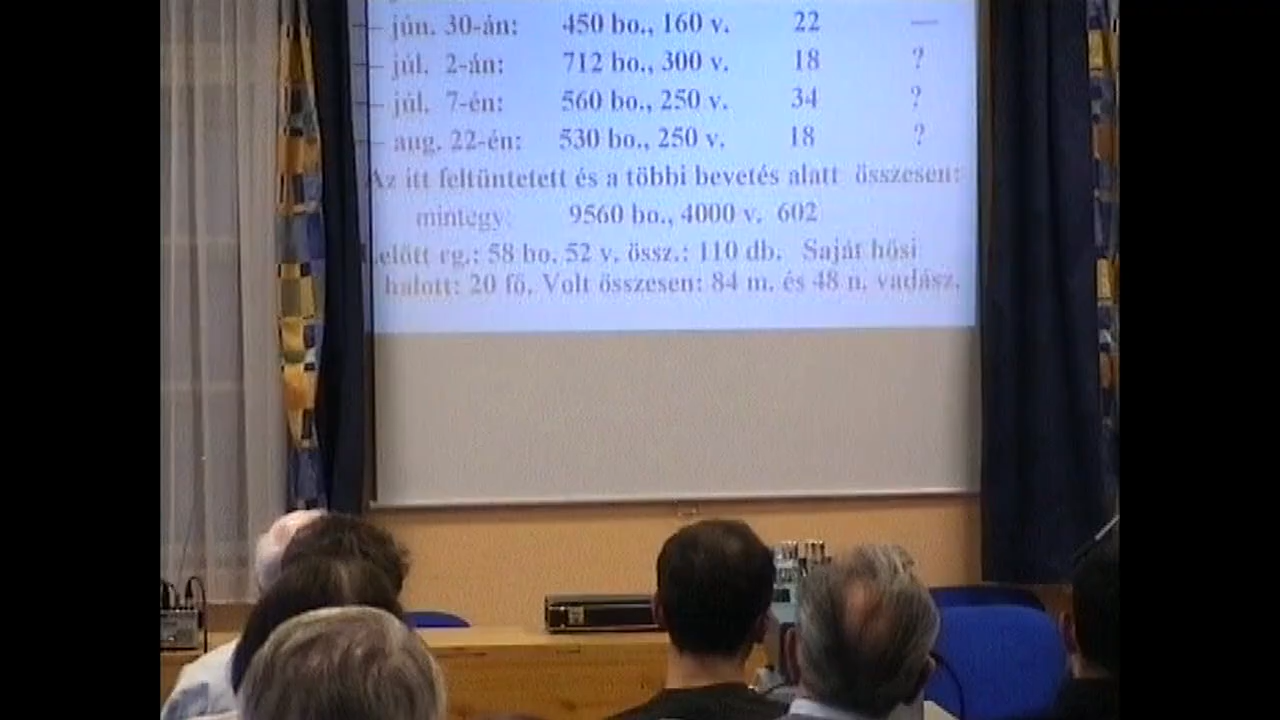 – jún. 30-án: 450 bo., 160 v. 22 —
– júl. 2-án: 712 bo., 300 v. 18 ?
– júl. 7-én: 560 bo., 250 v. 34 ?
– aug. 22-én: 530 bo., 250 v. 18 ?
Az itt feltüntetett és a többi bevetés alatt összesen:
mintegy: 9560 bo., 4000 v. 602
Lelőtt rg.: 58 bo. 52 v. össz.: 110 db. Saját hősi
halott: 20 fő. Volt összesen: 84 m. és 48 n. vadász.